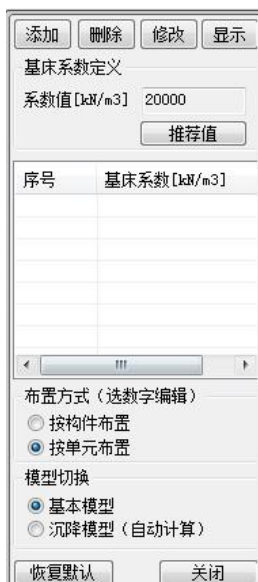 添加 删除 修改 显示
基床系数定义
系数值[kN/m3] 20000
推荐值
序号 基床系数[kN/m3]
布置方式（选数字编辑）
按构件布置
按单元布置
模型切换
基本模型
沉降模型（自动计算）
恢复默认 关闭